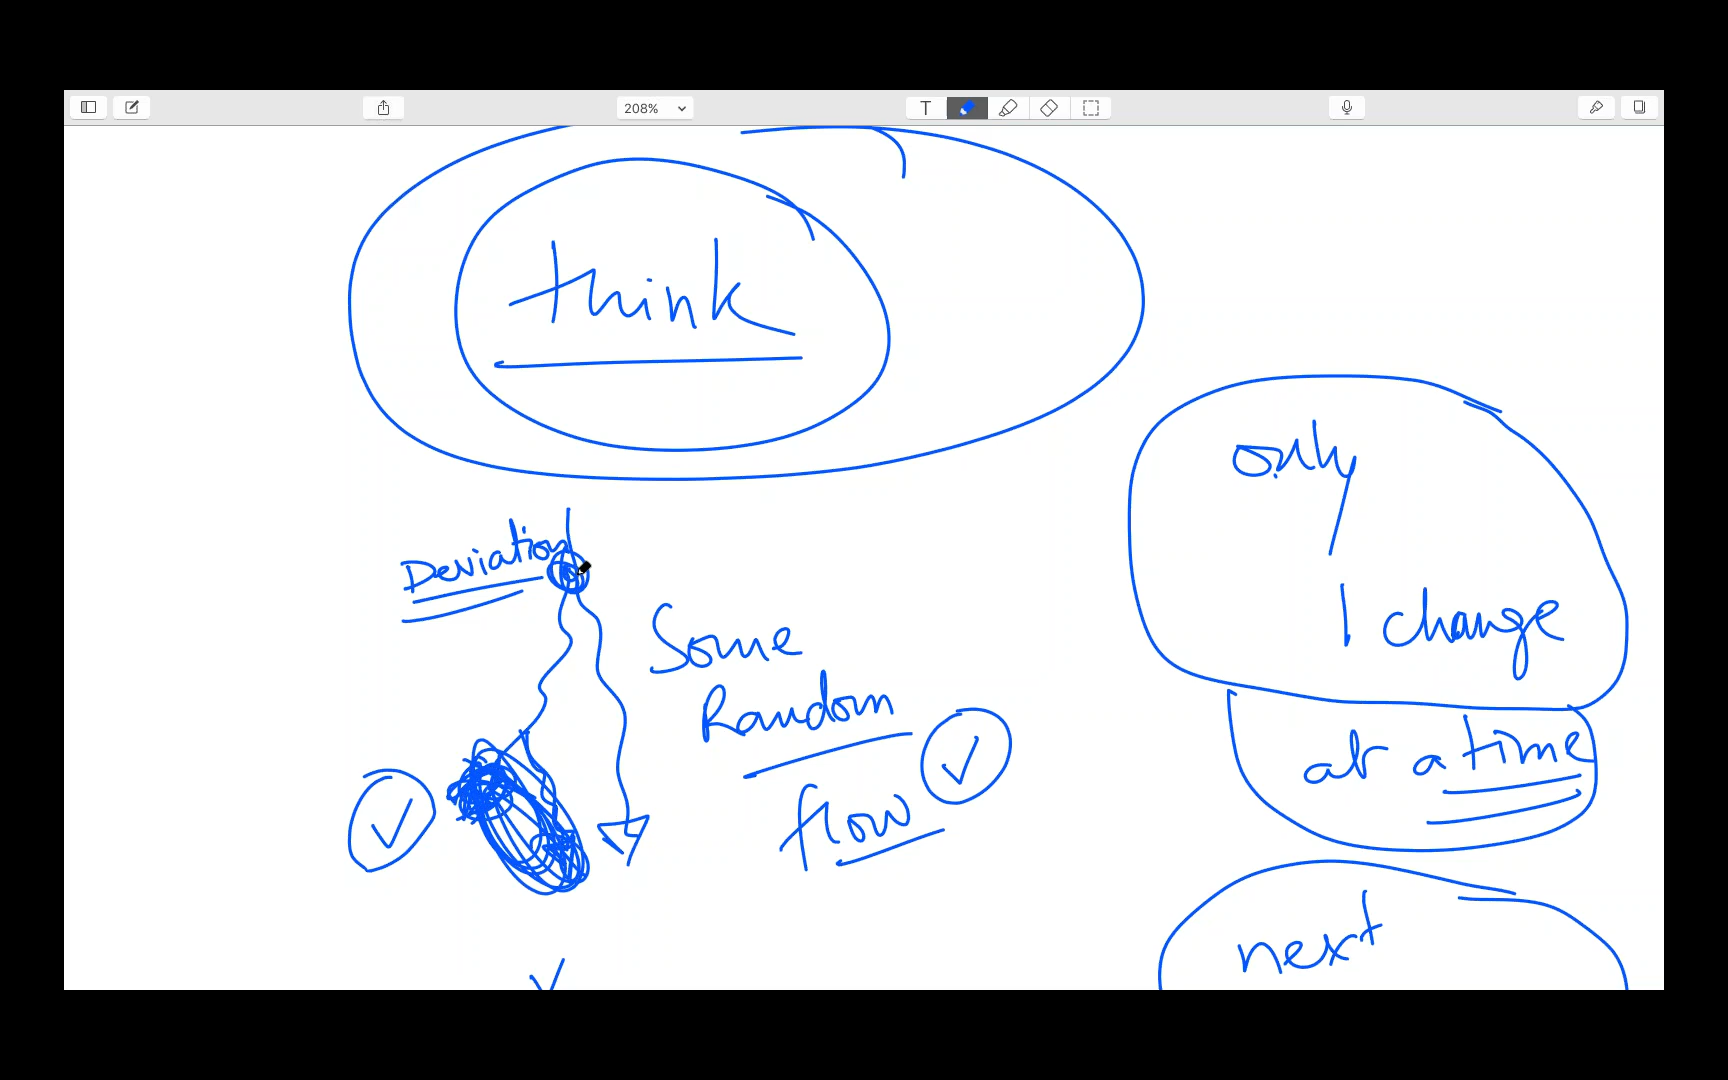 208%
T
think
Deviation
Some
Random
flow
only
1 change
at a time
next